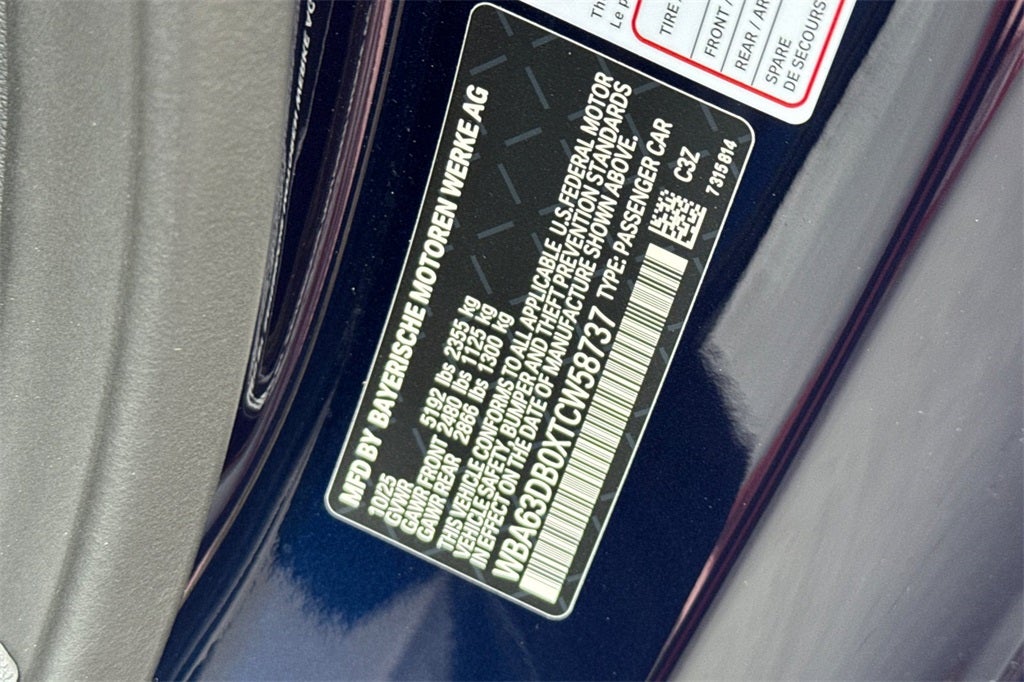 Th
Le p
TIRE /
FRONT /
REAR / AR
SPARE
DE SECOURS
MFD BY BAYERISCHE MOTOREN WERKE AG
10/25
GVWR 5192 lbs 2355 kg
GAWR FRONT 2480 lbs 1125 kg
GAWR REAR 2866 lbs 1300 kg
THIS VEHICLE CONFORMS TO ALL APPLICABLE U.S. FEDERAL MOTOR
VEHICLE SAFETY, BUMPER AND THEFT PREVENTION STANDARDS
IN EFFECT ON THE DATE OF MANUFACTURE SHOWN ABOVE.
WBA63DB0XTCW58737 TYPE: PASSENGER CAR
C3Z
7315814